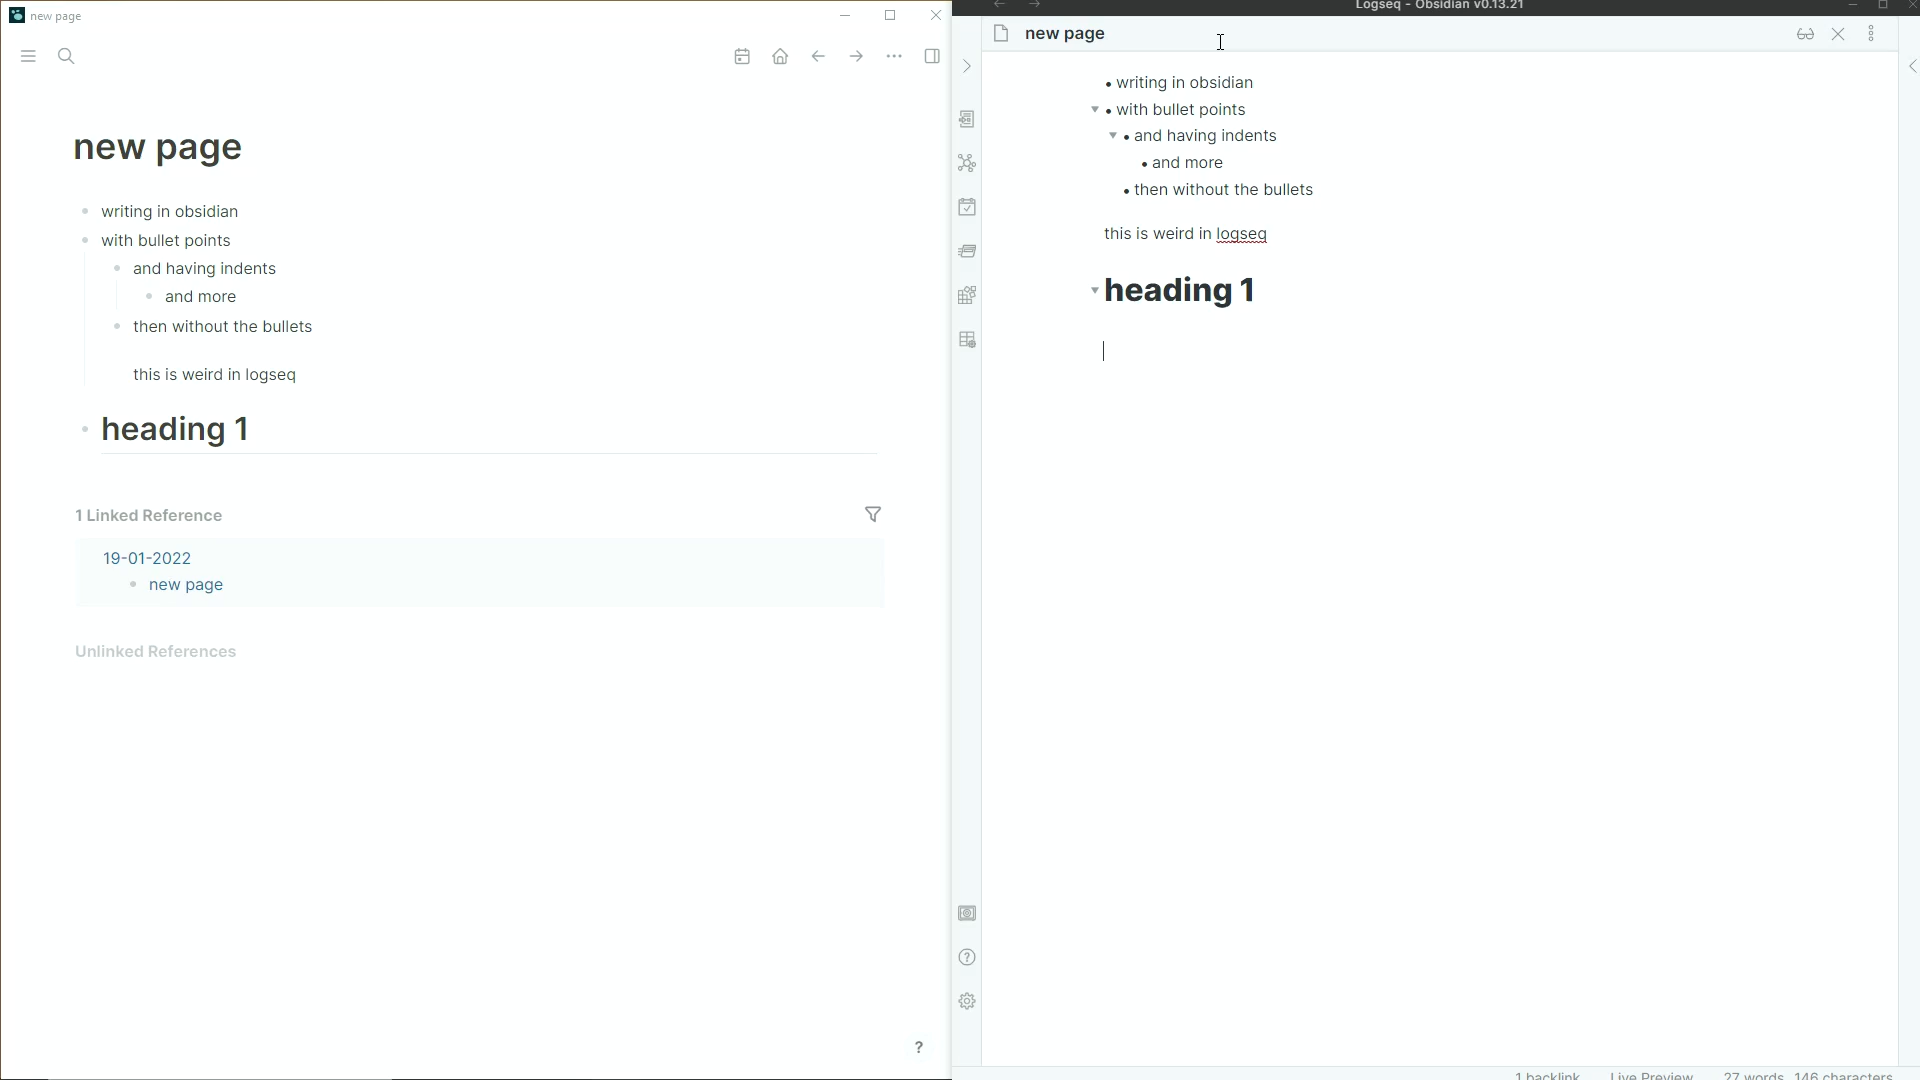 new page
new page
writing in obsidian
with bullet points
and having indents
and more
then without the bullets
this is weird in logseq
heading 1
1 Linked Reference
19-01-2022
new page
Unlinked References
?
Logseq - Obsidian v0.13.21
new page
• writing in obsidian
• with bullet points
• and having indents
• and more
• then without the bullets
this is weird in logseq
heading 1
?
1 backlink Live Preview 27 words 146 characters